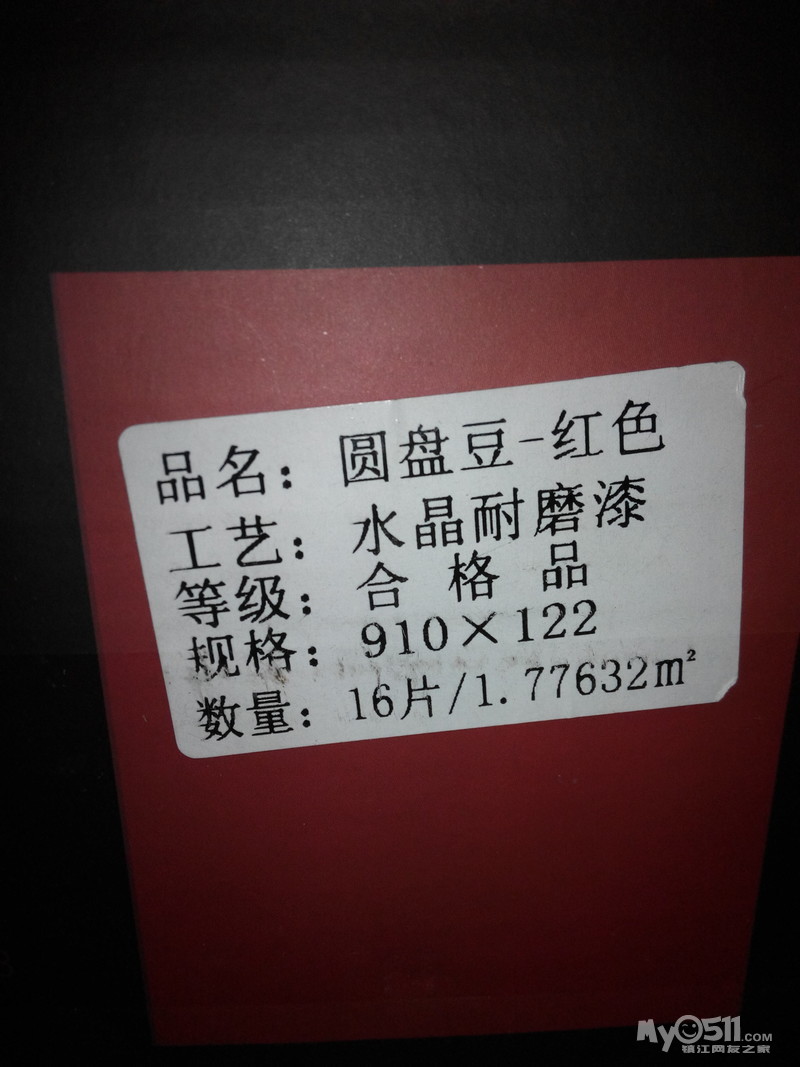 品名：圆盘豆-红色
工艺：水晶耐磨漆
等级：合格品
规格：910×122
数量：16片/1.77632m²
My0511.COM
镇江网友之家